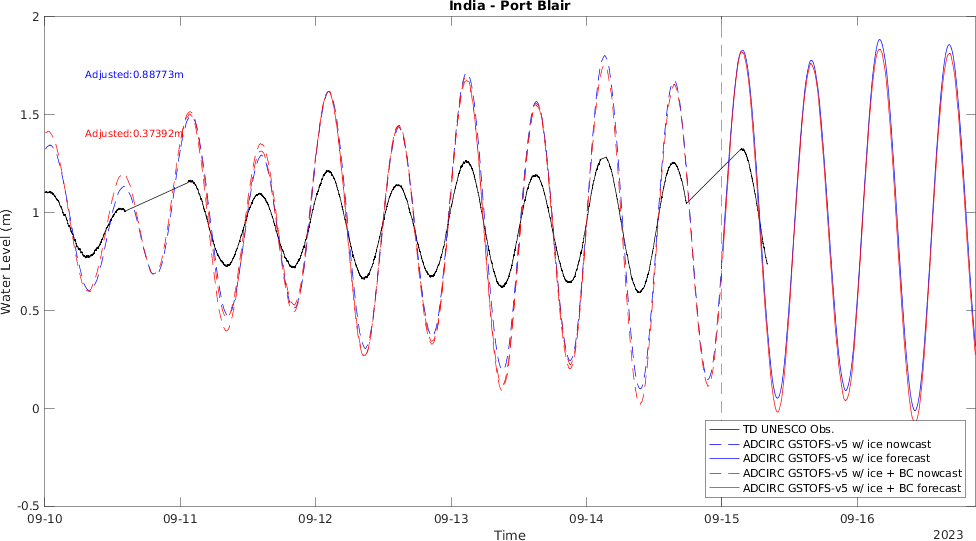 India - Port Blair
2
1.5
1
0.5
0
-0.5
Water Level (m)
Adjusted:0.88773m
Adjusted:0.37392m
TD UNESCO Obs.
ADCIRC GSTOFS-v5 w/ ice nowcast
ADCIRC GSTOFS-v5 w/ ice forecast
ADCIRC GSTOFS-v5 w/ ice + BC nowcast
ADCIRC GSTOFS-v5 w/ ice + BC forecast
09-10 09-11 09-12 09-13 09-14 09-15 09-16
Time
2023